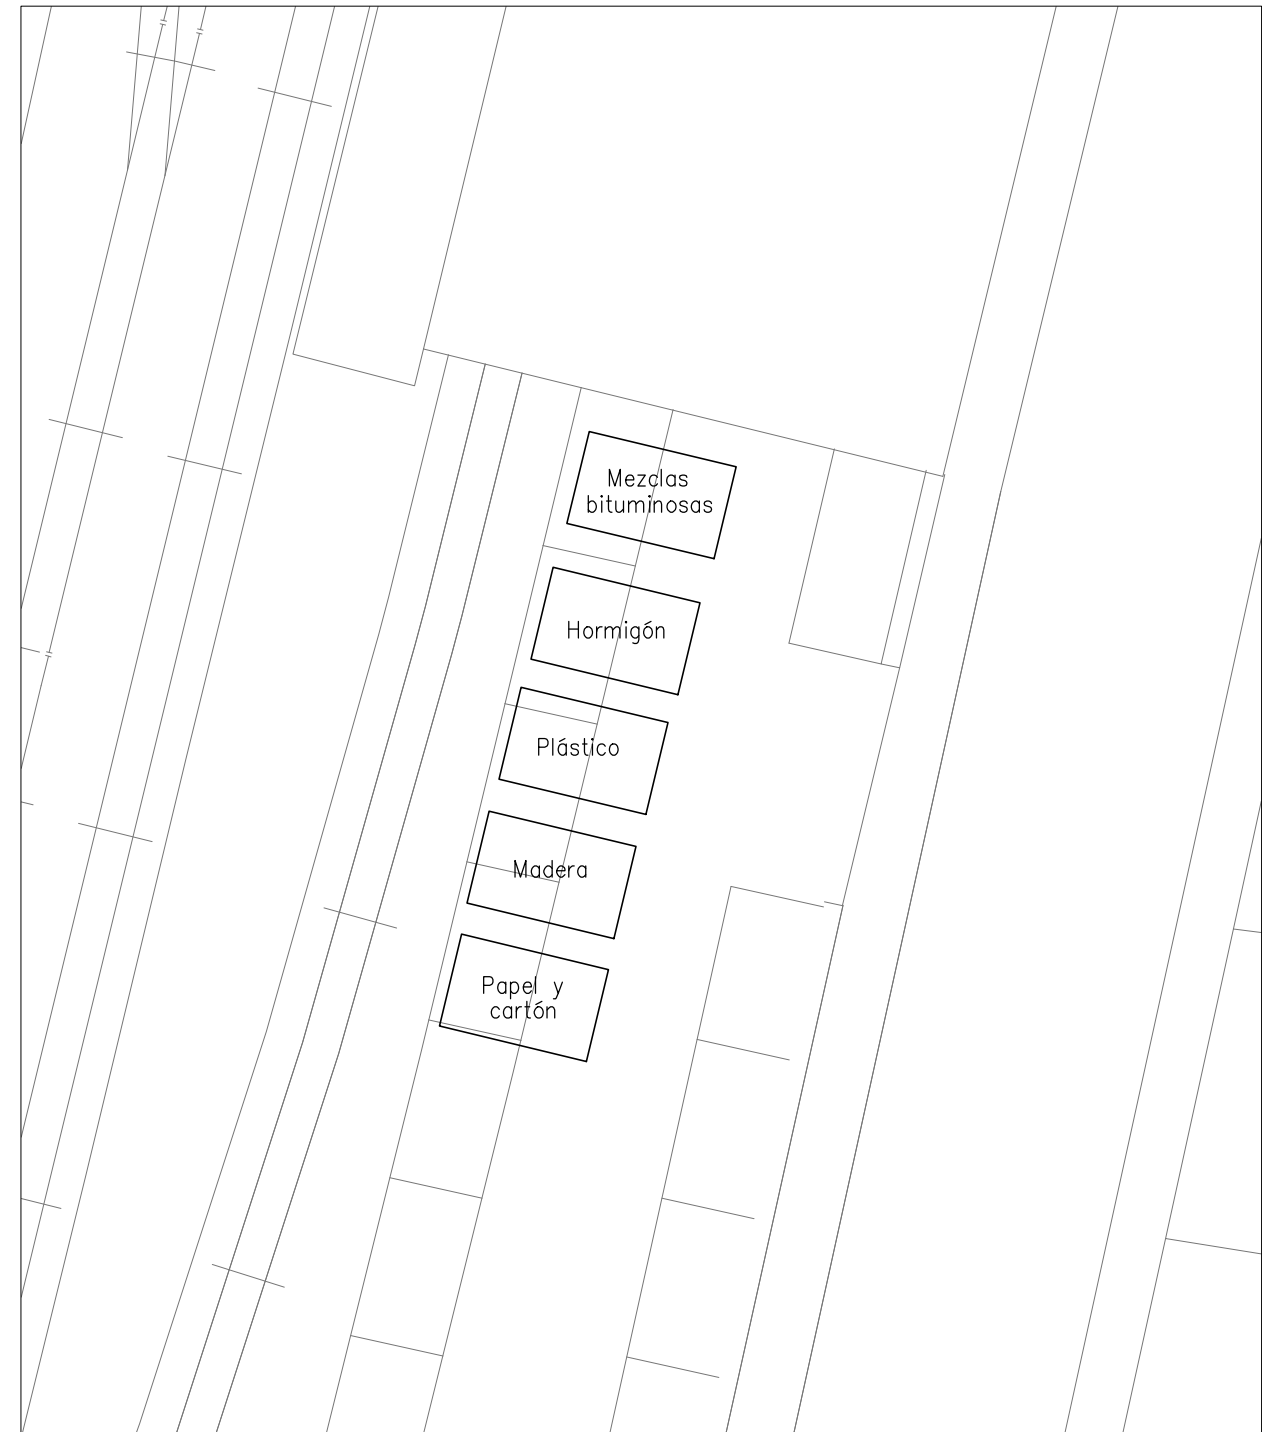 Mezclas
bituminosas
Hormigón
Plástico
Madera
Papel y
cartón